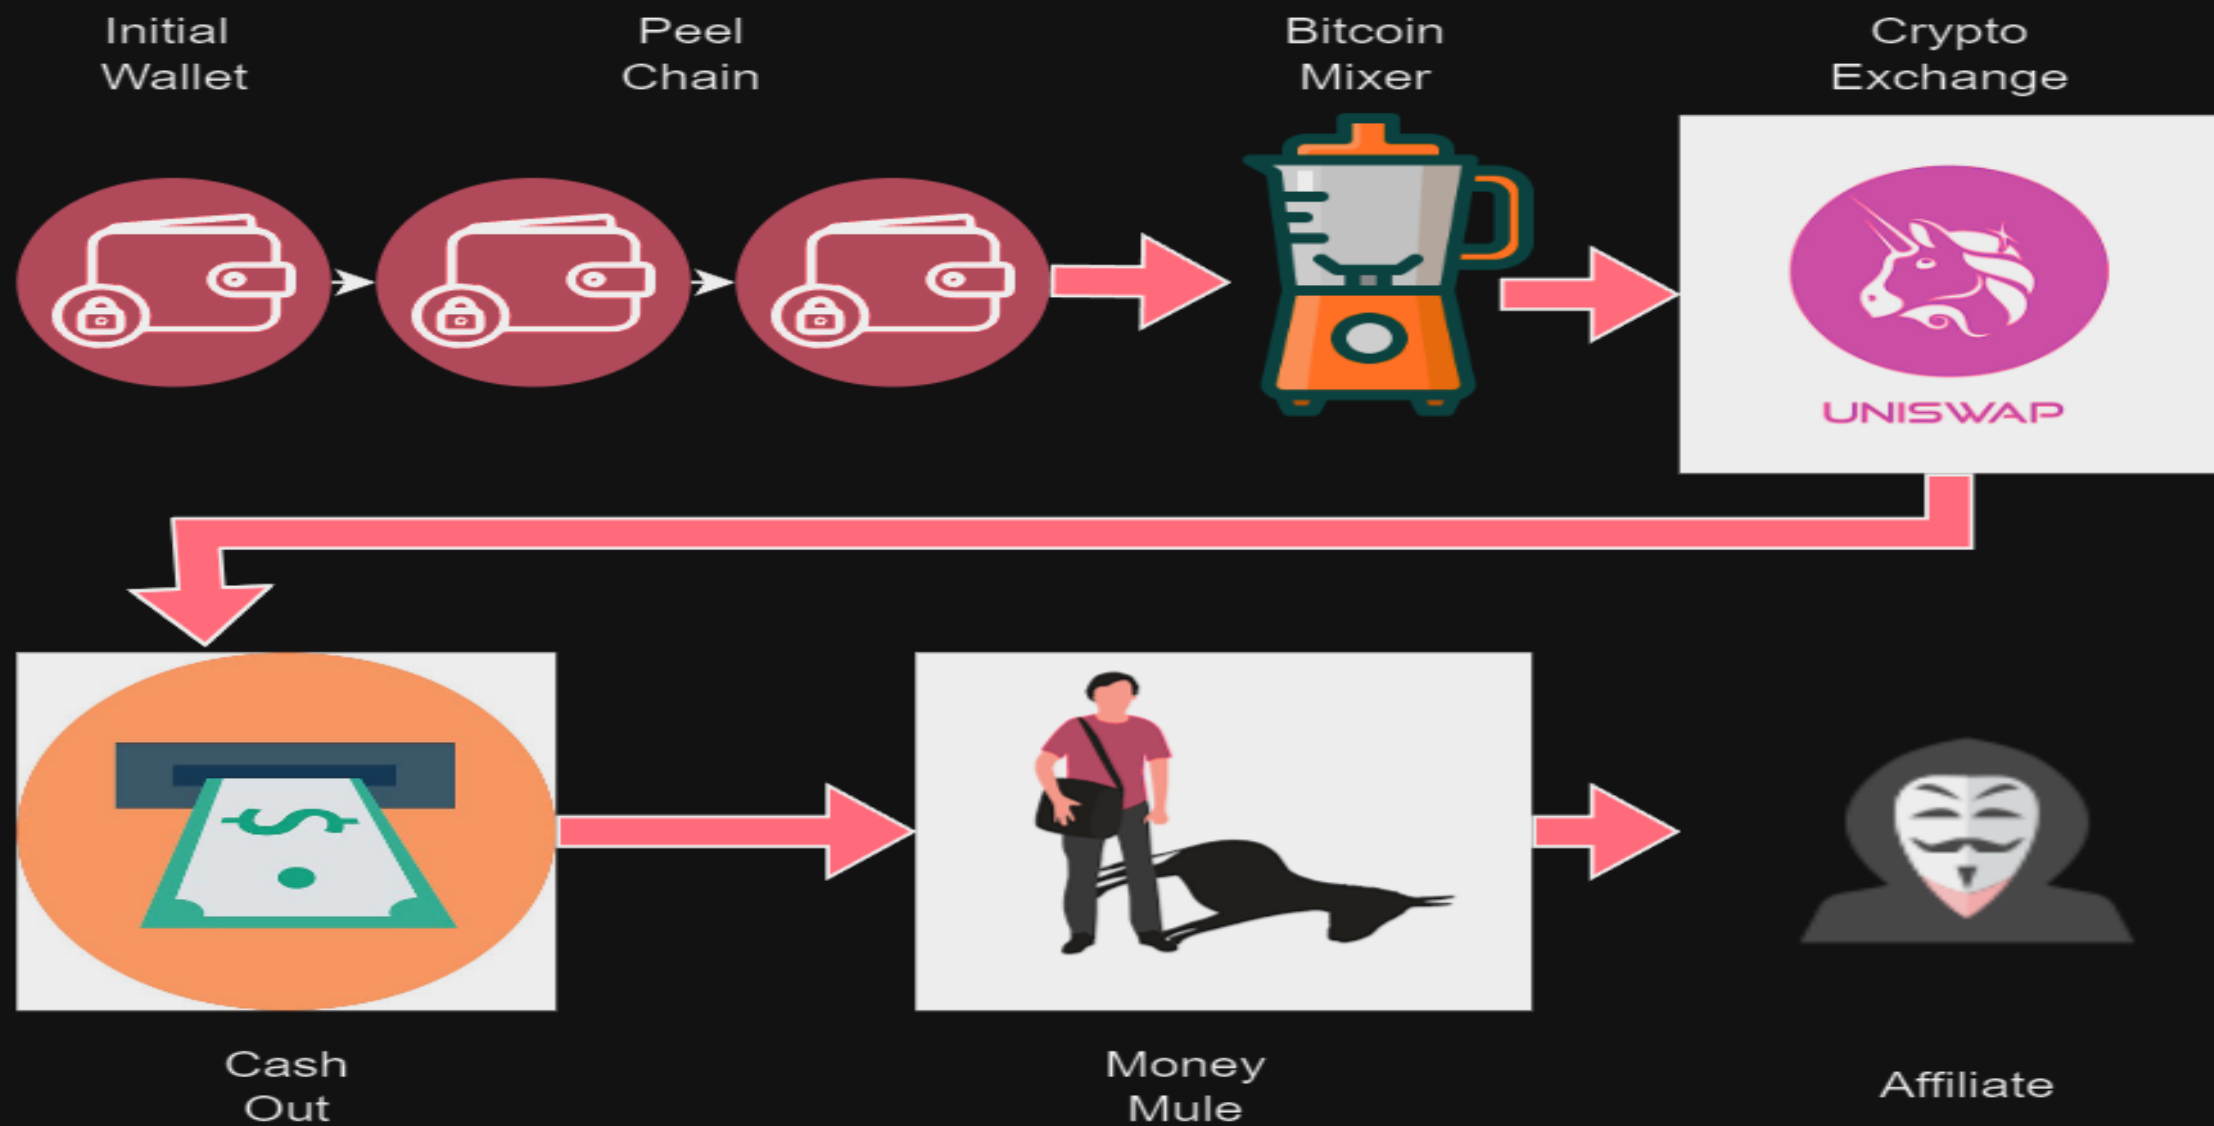 Initial
Wallet
Peel
Chain
Bitcoin
Mixer
Crypto
Exchange
UNISWAP
Cash
Out
Money
Mule
Affiliate